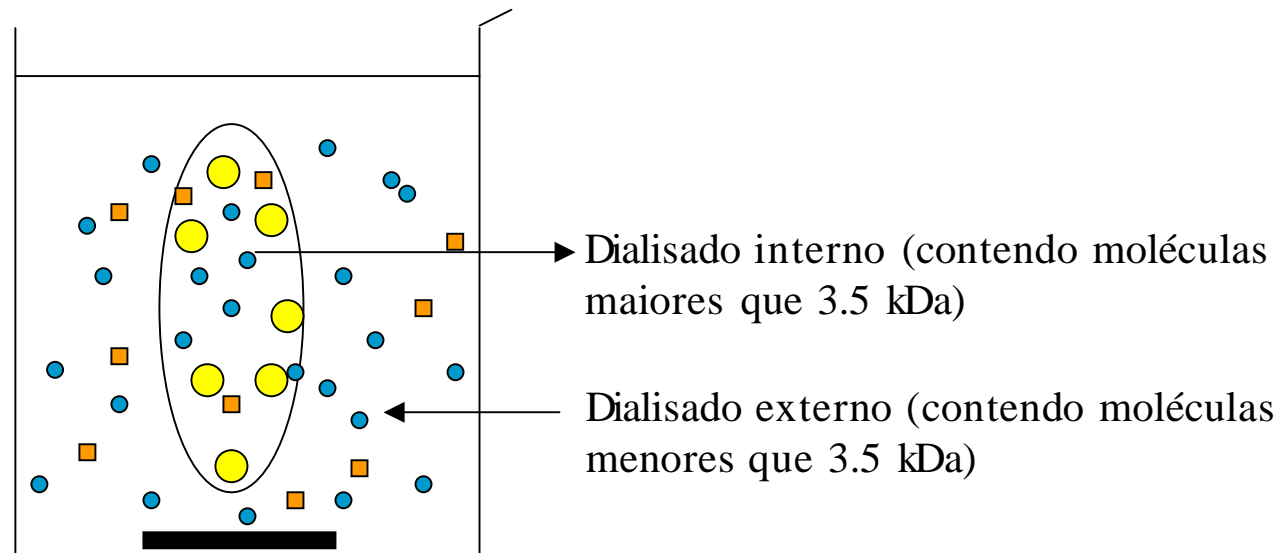 Dialisado interno (contendo moléculas
maiores que 3.5 kDa)
Dialisado externo (contendo moléculas
menores que 3.5 kDa)